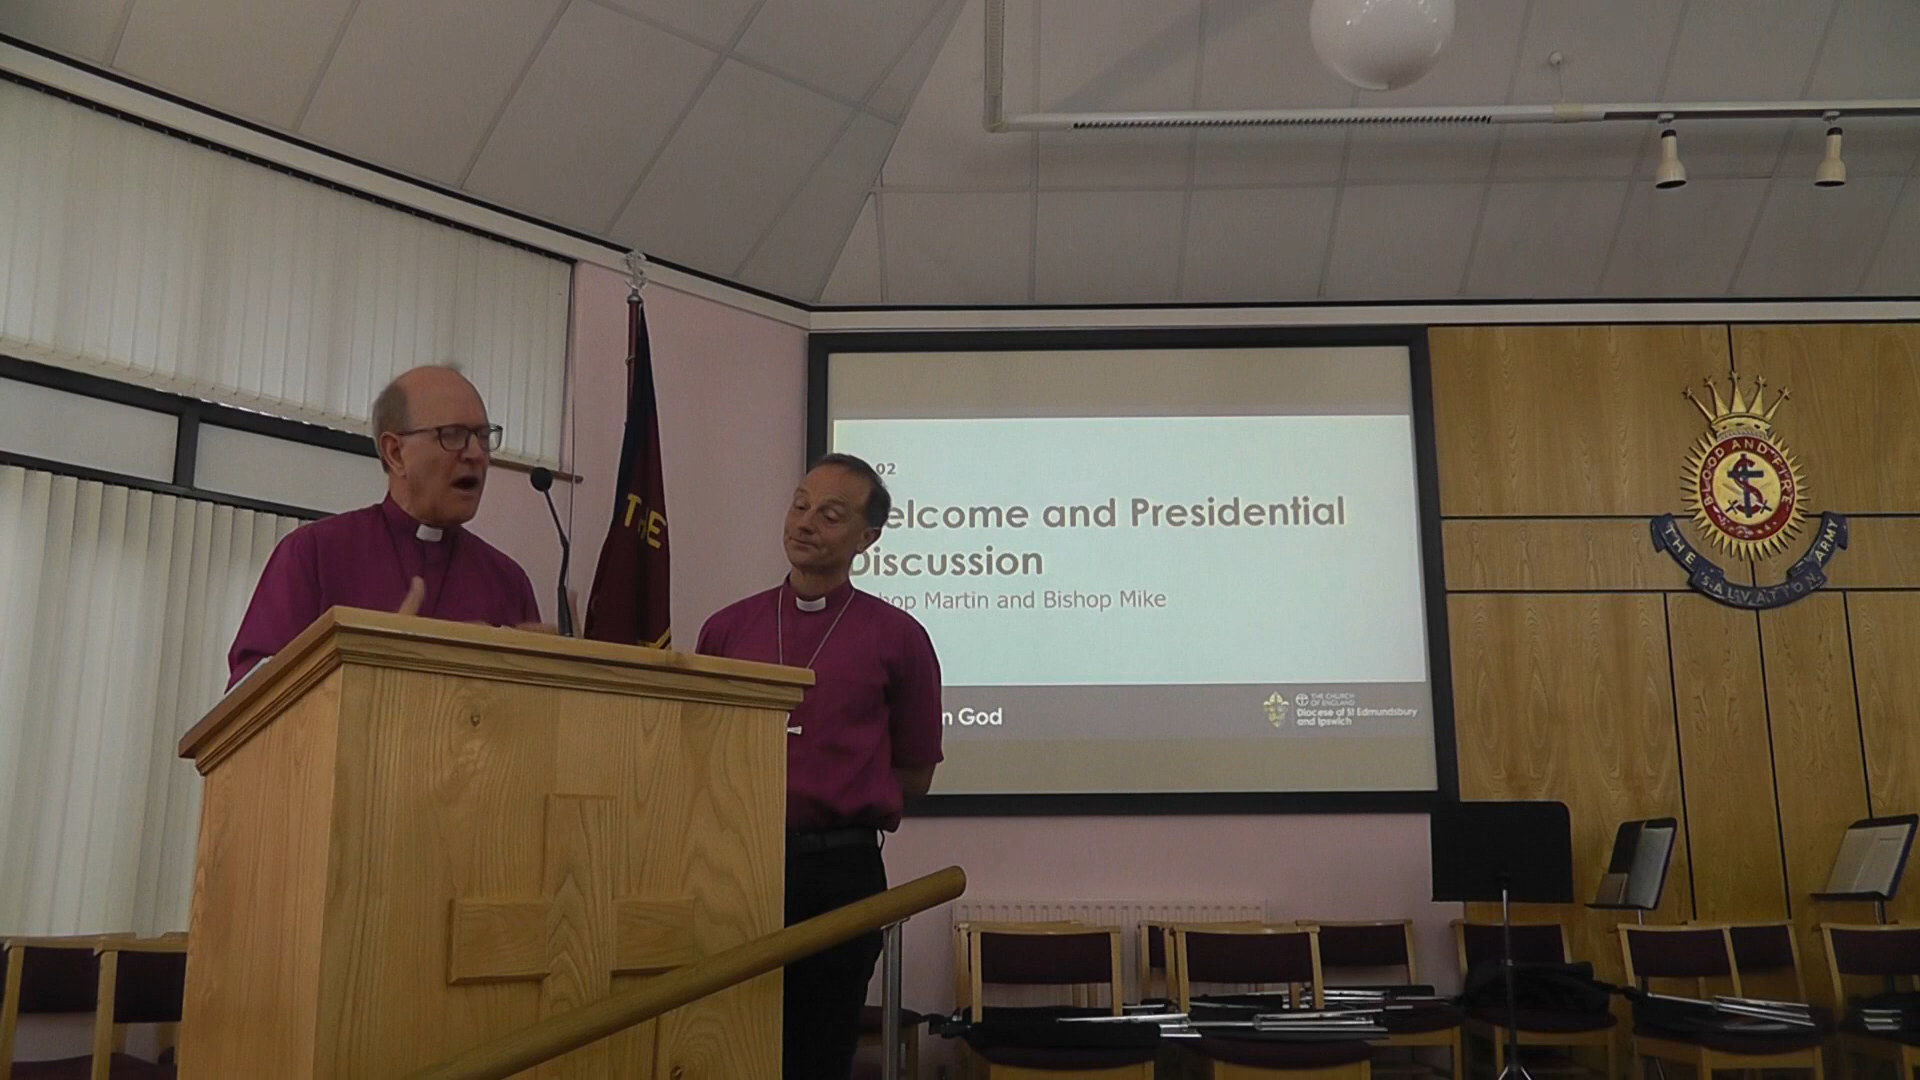 02
elcome and Presidential
Discussion
hop Martin and Bishop Mike
n God
THE CHURCH
OF ENGLAND
Diocese of St Edmundsbury
and Ipswich
THE
BLOOD AND FIRE
THE SALVATION ARMY